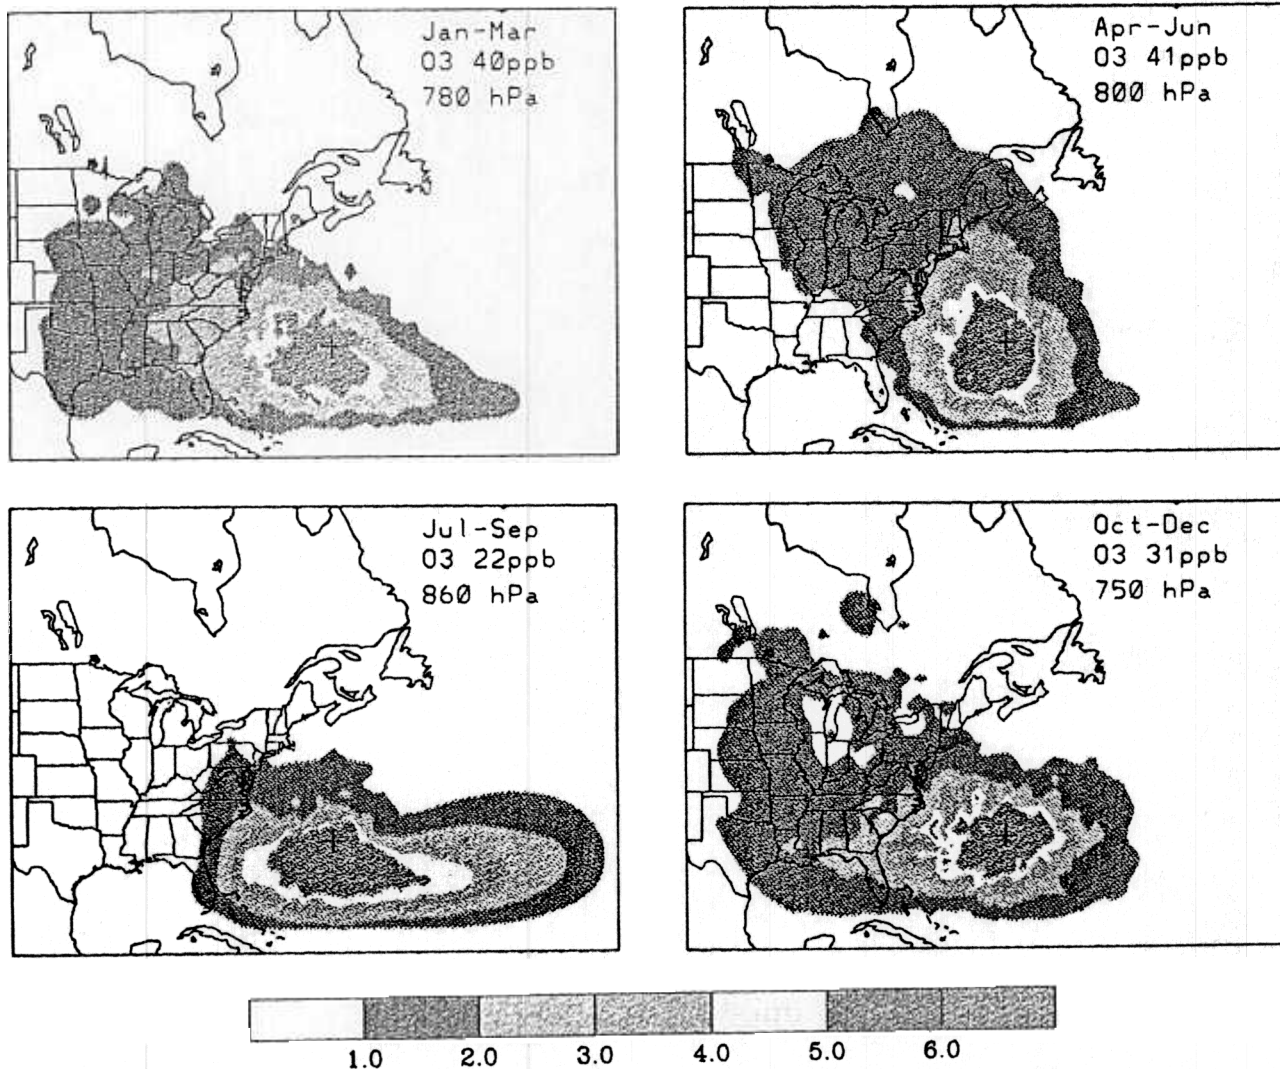 Jan-Mar
O3 40ppb
780 hPa
Apr-Jun
O3 41ppb
800 hPa
Jul-Sep
O3 22ppb
860 hPa
Oct-Dec
O3 31ppb
750 hPa
1.0 2.0 3.0 4.0 5.0 6.0